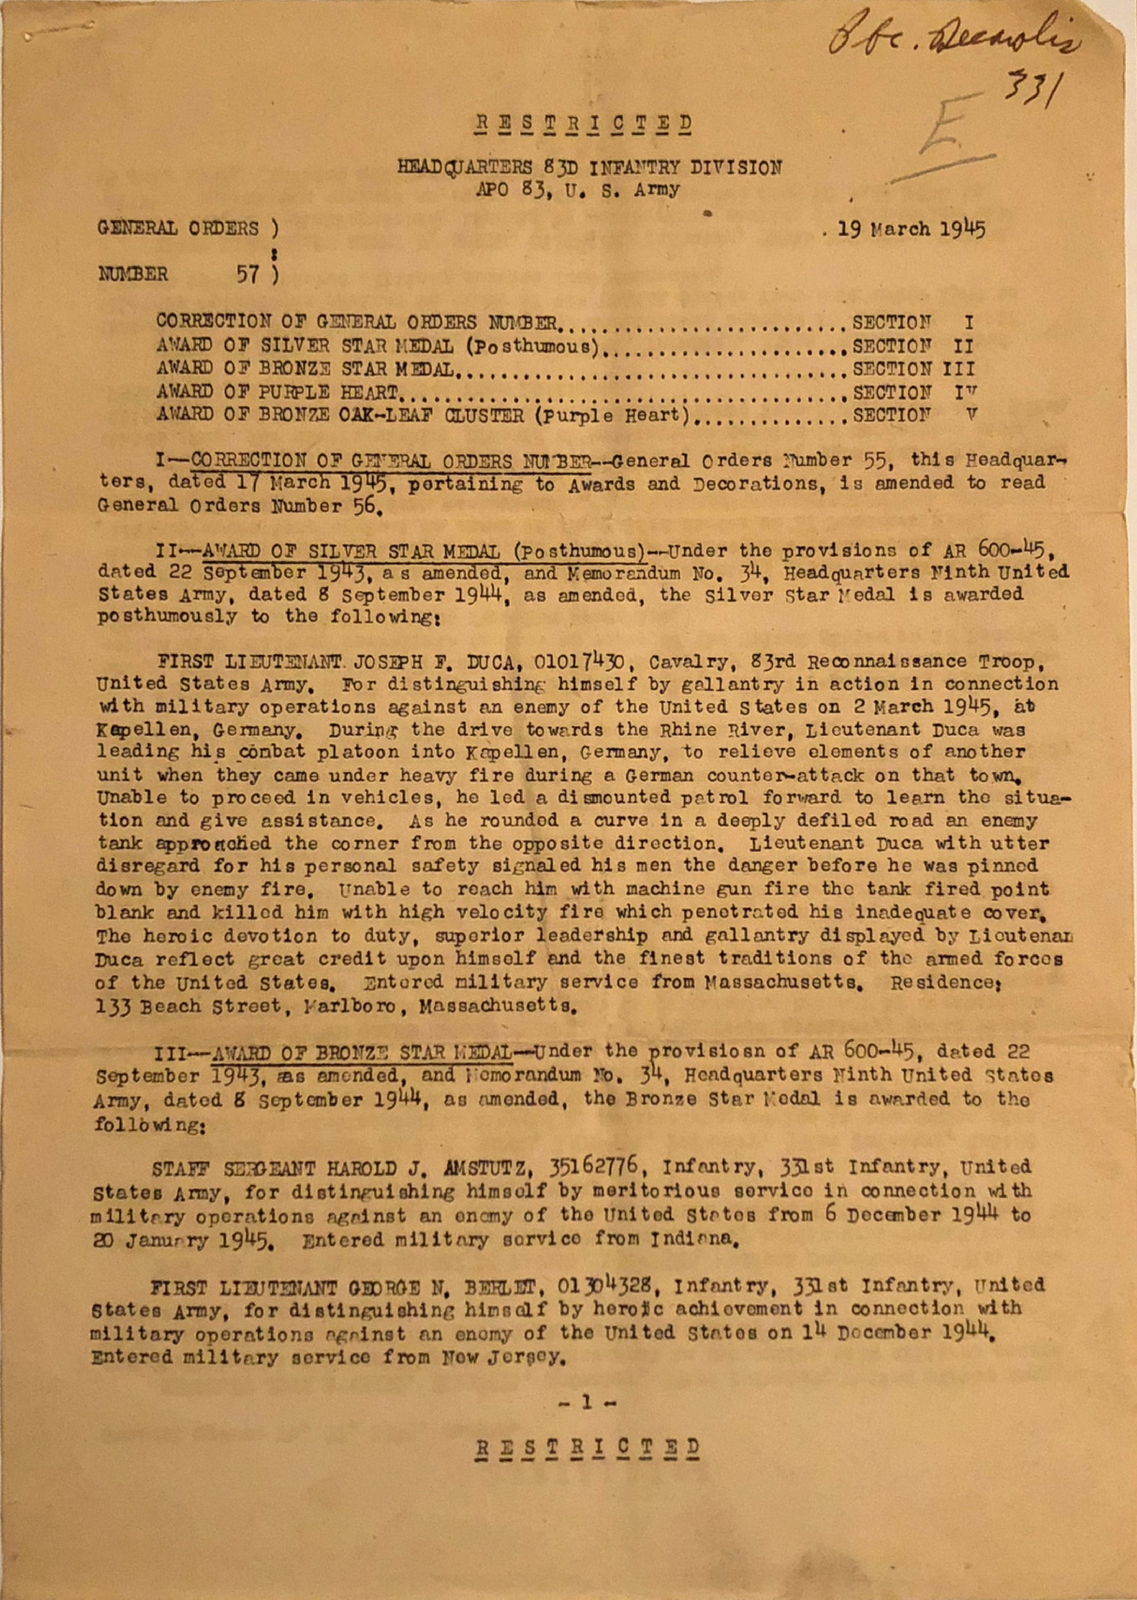 Pfc. Decarolis
331
E
RESTRICTED
HEADQUARTERS 83D INFANTRY DIVISION
APO 83, U. S. Army
GENERAL ORDERS )
:
. 19 March 1945
NUMBER 57 )
CORRECTION OF GENERAL ORDERS NUMBER..........................SECTION I
AWARD OF SILVER STAR MEDAL (Posthumous)......................SECTION II
AWARD OF BRONZE STAR MEDAL...................................SECTION III
AWARD OF PURPLE HEART........................................SECTION IV
AWARD OF BRONZE OAK-LEAF CLUSTER (Purple Heart)..............SECTION V
I--CORRECTION OF GENERAL ORDERS NUMBER--General Orders Number 55, this Headquar-
ters, dated 17 March 1945, pertaining to Awards and Decorations, is amended to read
General Orders Number 56.
II--AWARD OF SILVER STAR MEDAL (Posthumous)--Under the provisions of AR 600-45,
dated 22 September 1943, as amended, and Memorandum No. 34, Headquarters Ninth United
States Army, dated 8 September 1944, as amended, the Silver Star Medal is awarded
posthumously to the following:
FIRST LIEUTENANT JOSEPH F. DUCA, 01017430, Cavalry, 83rd Reconnaissance Troop,
United States Army. For distinguishing himself by gallantry in action in connection
with military operations against an enemy of the United States on 2 March 1945, at
Kapellen, Germany. During the drive towards the Rhine River, Lieutenant Duca was
leading his combat platoon into Kapellen, Germany, to relieve elements of another
unit when they came under heavy fire during a German counter-attack on that town.
Unable to proceed in vehicles, he led a dismounted patrol forward to learn the situa-
tion and give assistance. As he rounded a curve in a deeply defiled road an enemy
tank approached the corner from the opposite direction. Lieutenant Duca with utter
disregard for his personal safety signaled his men the danger before he was pinned
down by enemy fire. Unable to reach him with machine gun fire the tank fired point
blank and killed him with high velocity fire which penetrated his inadequate cover.
The heroic devotion to duty, superior leadership and gallantry displayed by Lieutenan
Duca reflect great credit upon himself and the finest traditions of the armed forces
of the United States. Entered military service from Massachusetts. Residence:
133 Beach Street, Marlboro, Massachusetts.
III--AWARD OF BRONZE STAR MEDAL--Under the provisiosn of AR 600-45, dated 22
September 1943, as amended, and Memorandum No. 34, Headquarters Ninth United States
Army, dated 8 September 1944, as amended, the Bronze Star Medal is awarded to the
following:
STAFF SERGEANT HAROLD J. AMSTUTZ, 35162776, Infantry, 331st Infantry, United
States Army, for distinguishing himself by meritorious service in connection with
military operations against an enemy of the United States from 6 December 1944 to
20 January 1945. Entered military service from Indiana.
FIRST LIEUTENANT GEORGE N. BERLET, 01304328, Infantry, 331st Infantry, United
States Army, for distinguishing himself by heroic achievement in connection with
military operations against an enemy of the United States on 14 December 1944.
Entered military service from New Jersey.
- 1 -
RESTRICTED